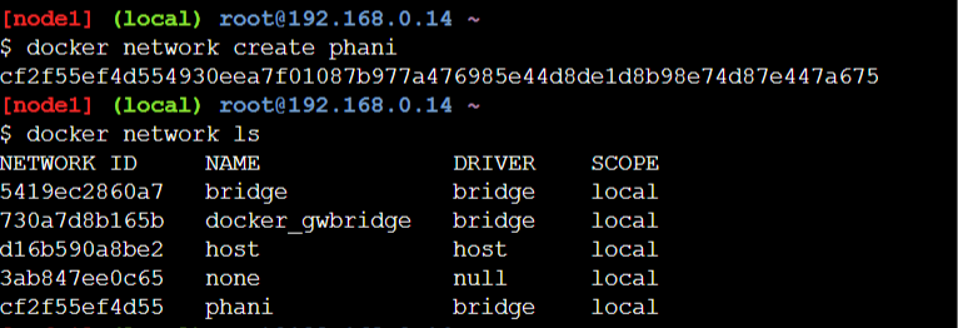 [node1] (local) root@192.168.0.14 ~
$ docker network create phani
cf2f55ef4d554930eea7f01087b977a476985e44d8de1d8b98e74d87e447a675
[node1] (local) root@192.168.0.14 ~
$ docker network ls
NETWORK ID NAME DRIVER SCOPE
5419ec2860a7 bridge bridge local
730a7d8b165b docker_gwbridge bridge local
d16b590a8be2 host host local
3ab847ee0c65 none null local
cf2f55ef4d55 phani bridge local